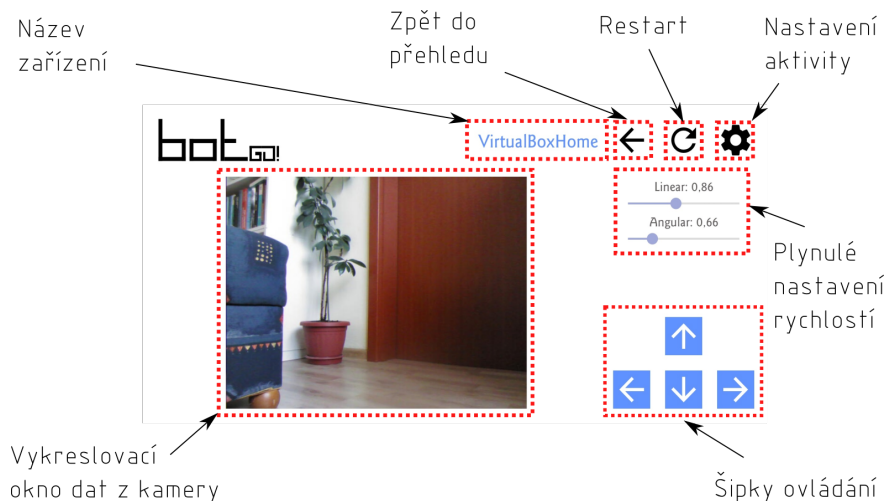 Název
zařízení
Zpět do
přehledu
Restart
Nastavení
aktivity
bot GO!
VirtualBoxHome
Linear: 0,86
Angular: 0,66
Plynulé
nastavení
rychlostí
Vykreslovací
okno dat z kamery
Šipky ovládání